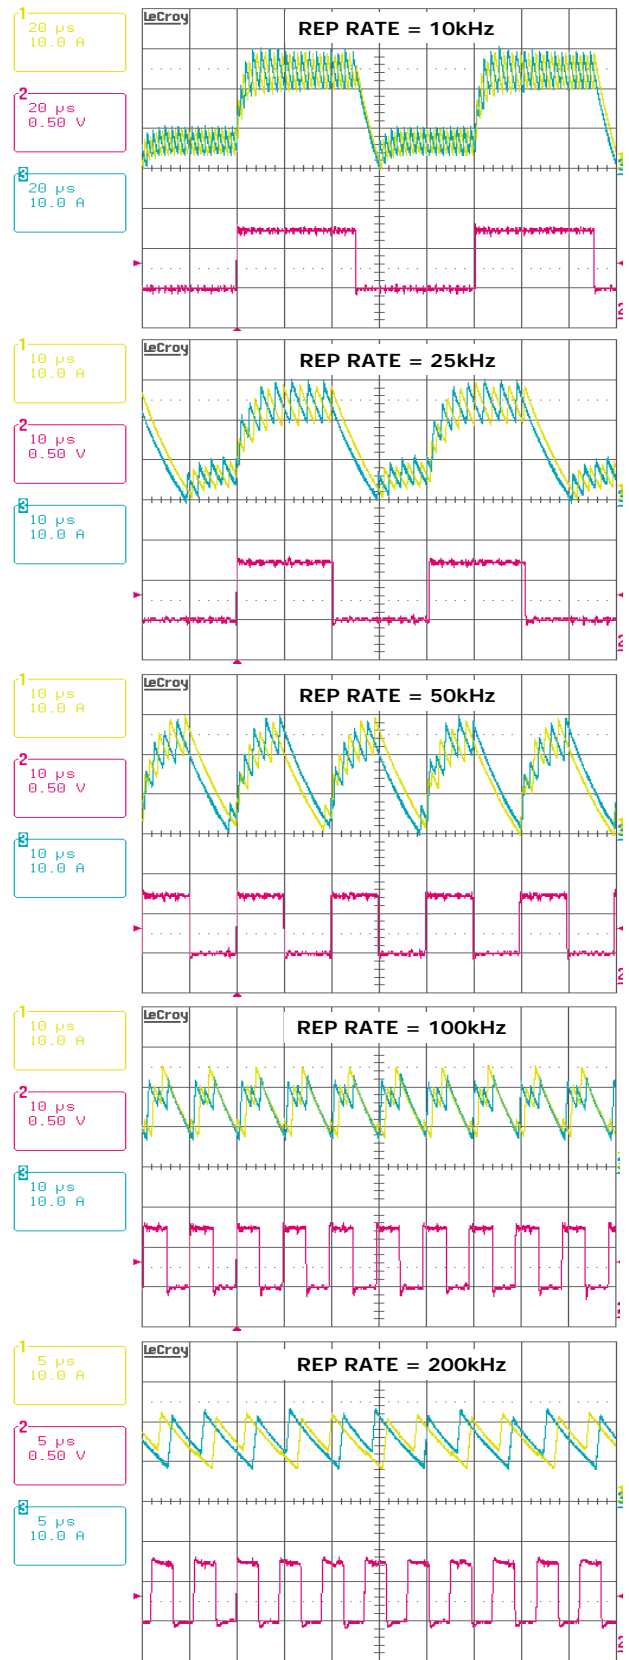 1
20 µs
10.0 A
2
20 µs
0.50 V
3
20 µs
10.0 A
LeCroy
REP RATE = 10kHz
1
10 µs
10.0 A
2
10 µs
0.50 V
3
10 µs
10.0 A
LeCroy
REP RATE = 25kHz
1
10 µs
10.0 A
2
10 µs
0.50 V
3
10 µs
10.0 A
LeCroy
REP RATE = 50kHz
1
10 µs
10.0 A
2
10 µs
0.50 V
3
10 µs
10.0 A
LeCroy
REP RATE = 100kHz
1
5 µs
10.0 A
2
5 µs
0.50 V
3
5 µs
10.0 A
LeCroy
REP RATE = 200kHz